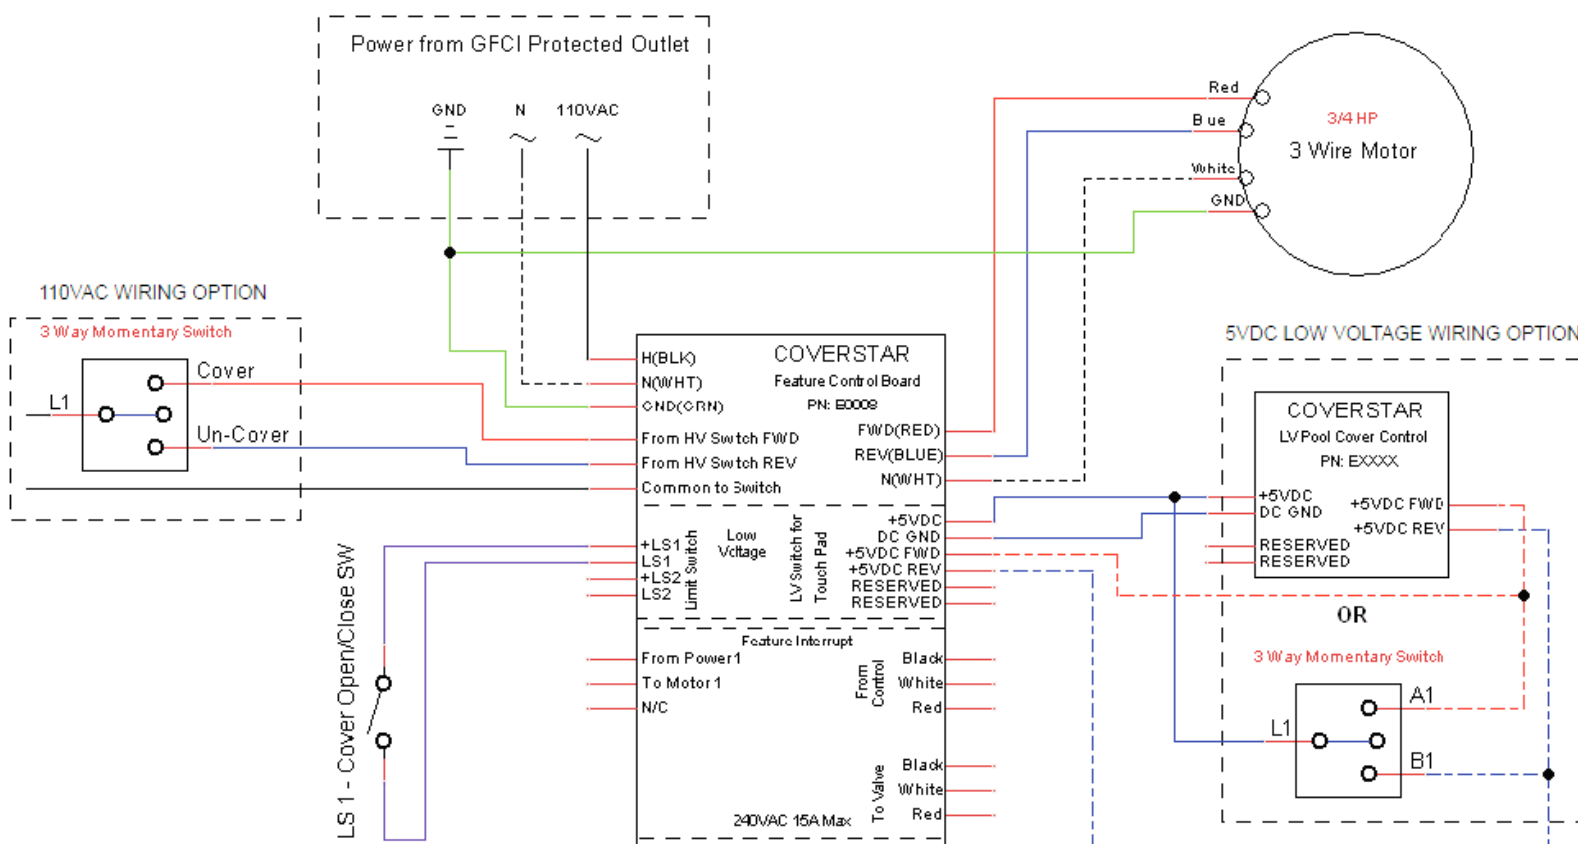 Power from GFCI Protected Outlet
GND N 110VAC
Red
Blue
White
GND
3/4 HP
3 Wire Motor
110VAC WIRING OPTION
3 Way Momentary Switch
Cover
L1
Un-Cover
H(BLK)
N(WHT)
GND(GRN)
From HV Switch FWD
From HV Switch REV
Common to Switch
COVERSTAR
Feature Control Board
PN: E0008
FWD(RED)
REV(BLUE)
N(WHT)
+LS1
LS1
+LS2
LS2
Limit Switch
Low
Voltage
LV Switch for
Touch Pad
+5VDC
DC GND
+5VDC FWD
+5VDC REV
RESERVED
RESERVED
Feature Interrupt
From Power1
To Motor1
N/C
From
Control
Black
White
Red
To Valve
Black
White
Red
240VAC 15A Max
LS 1 - Cover Open/Close SW
5VDC LOW VOLTAGE WIRING OPTION
COVERSTAR
LV Pool Cover Control
PN: EXXXX
+5VDC
DC GND
+5VDC FWD
+5VDC REV
RESERVED
RESERVED
OR
3 Way Momentary Switch
A1
L1
B1